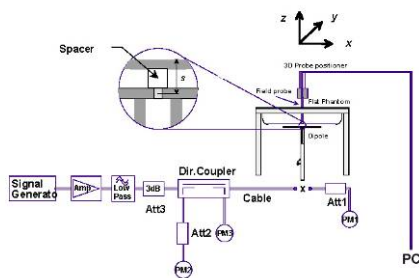 z
y
x
Spacer
s
3D Probe positioner
Field probe
Flat Phantom
Dipole
Signal
Generato
Amp
Low
Pass
3dB
Att3
Dir.Coupler
Cable
x
Att1
PM1
Att2
PM3
PM2
PC